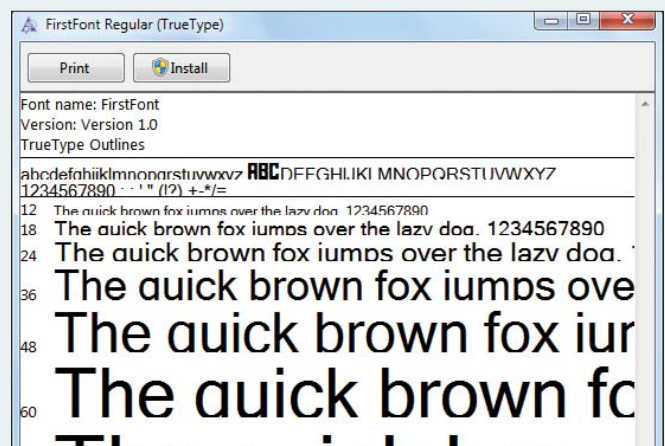 FirstFont Regular (TrueType)
Print Install
Font name: FirstFont
Version: Version 1.0
TrueType Outlines
abcdefghijklmnopqrstuvwxyz ABCDEFGHIJKLMNOPQRSTUVWXYZ
1234567890.:,;'" (!?) +-*/=
12 The quick brown fox jumps over the lazy dog. 1234567890
18 The quick brown fox jumps over the lazy dog. 1234567890
24 The quick brown fox jumps over the lazy dog.
36 The quick brown fox jumps ove
48 The quick brown fox jur
60 The quick brown fo